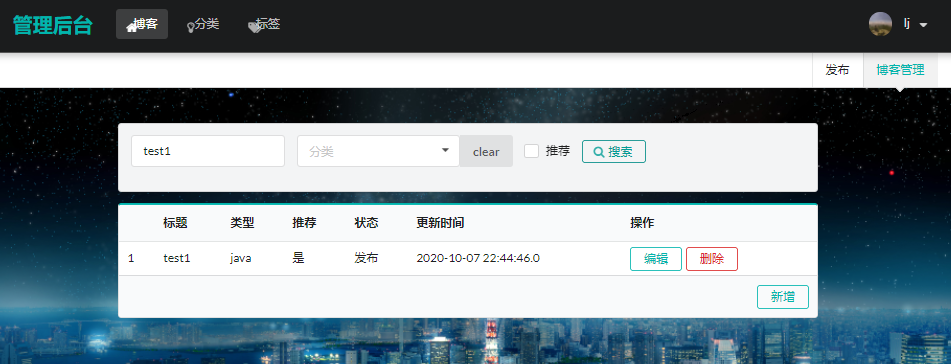 管理后台 博客 分类 标签 lj
发布 博客管理
test1 分类 clear 推荐 搜索
标题 类型 推荐 状态 更新时间 操作
1 test1 java 是 发布 2020-10-07 22:44:46.0 编辑 删除
新增